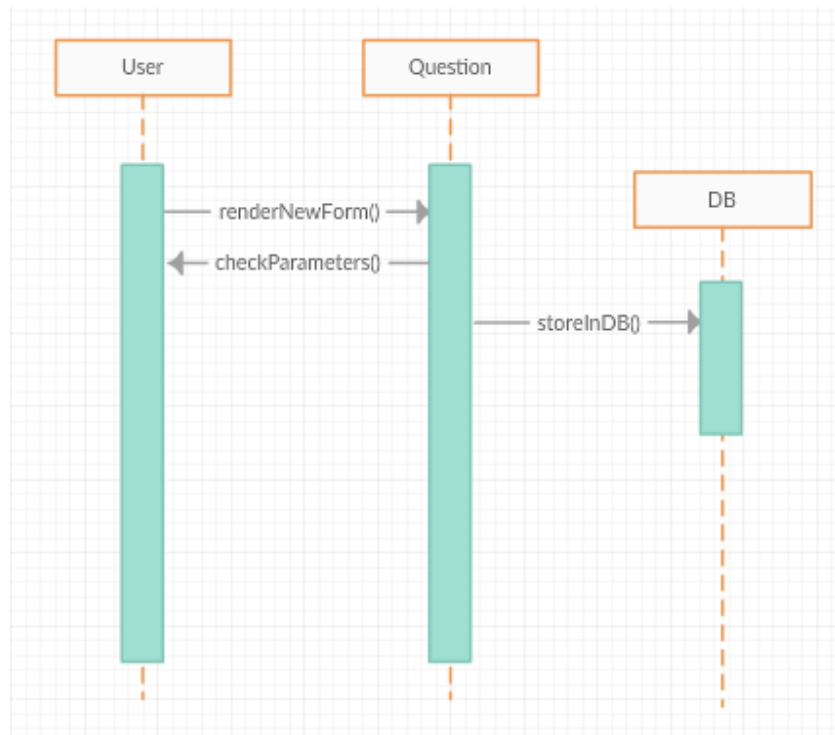 User
Question
DB
renderNewForm()
checkParameters()
storeInDB()